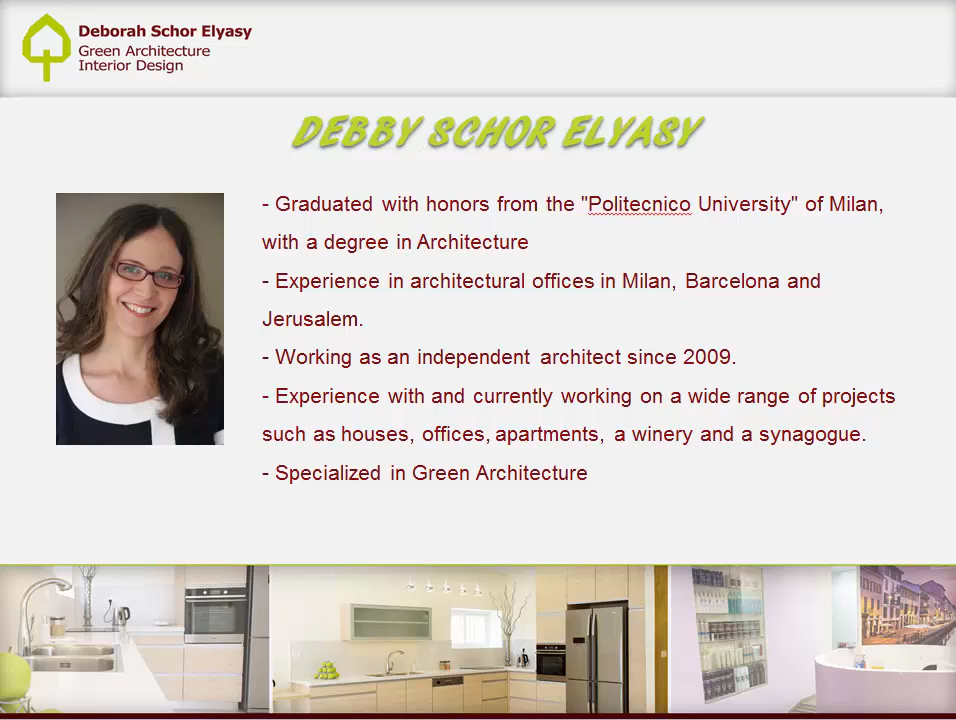 Deborah Schor Elyasy
Green Architecture
Interior Design
DEBBY SCHOR ELYASY
- Graduated with honors from the "Politecnico University" of Milan,
with a degree in Architecture
- Experience in architectural offices in Milan, Barcelona and
Jerusalem.
- Working as an independent architect since 2009.
- Experience with and currently working on a wide range of projects
such as houses, offices, apartments, a winery and a synagogue.
- Specialized in Green Architecture